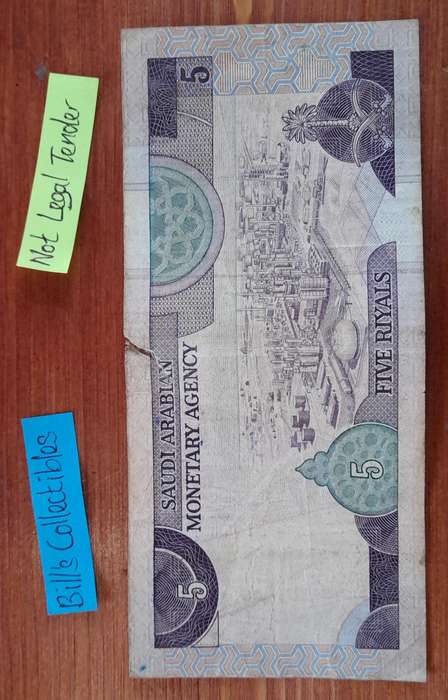 Not Legal Tender
Bill's Collectibles
5
SAUDI ARABIAN
MONETARY AGENCY
5
5
FIVE RIYALS